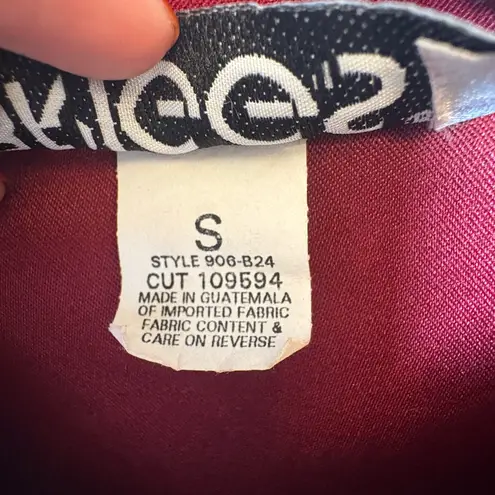 S
STYLE 906-B24
CUT 109594
MADE IN GUATEMALA
OF IMPORTED FABRIC
FABRIC CONTENT &
CARE ON REVERSE